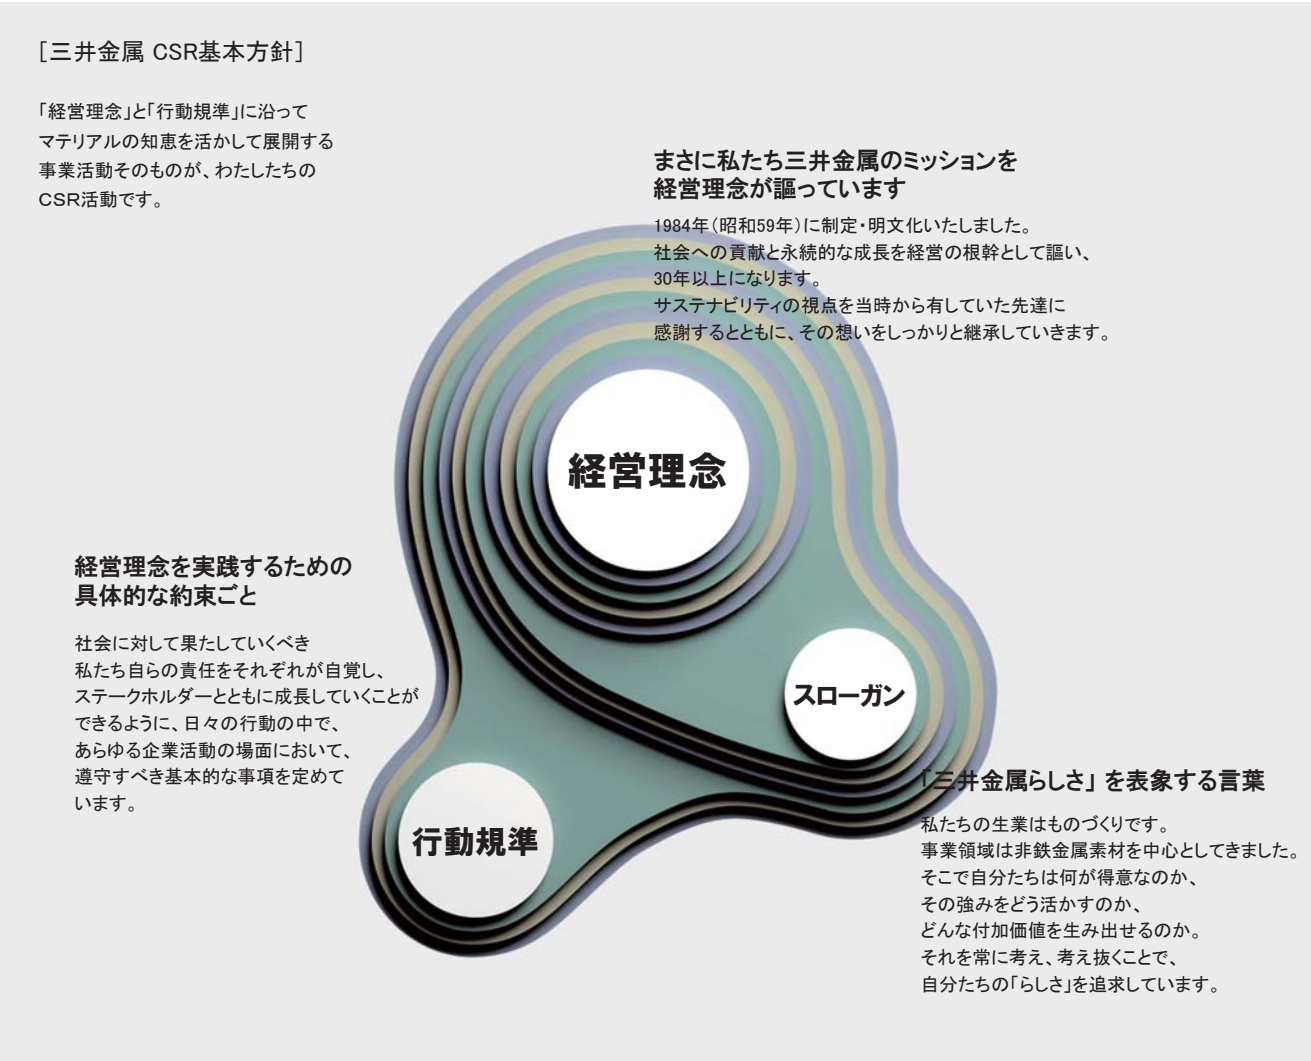 [三井金属 CSR基本方針]
「経営理念」と「行動規準」に沿って
マテリアルの知恵を活かして展開する
事業活動そのものが、わたしたちの
CSR活動です。
まさに私たち三井金属のミッションを
経営理念が謳っています
1984年(昭和59年)に制定・明文化いたしました。
社会への貢献と永続的な成長を経営の根幹として謳い、
30年以上になります。
サステナビリティの視点を当時から有していた先達に
感謝するとともに、その想いをしっかりと継承していきます。
経営理念
経営理念を実践するための
具体的な約束ごと
社会に対して果たしていくべき
私たち自らの責任をそれぞれが自覚し、
ステークホルダーとともに成長していくことが
できるように、日々の行動の中で、
あらゆる企業活動の場面において、
遵守すべき基本的な事項を定めて
います。
スローガン
行動規準
「三井金属らしさ」を表象する言葉
私たちの生業はものづくりです。
事業領域は非鉄金属素材を中心としてきました。
そこで自分たちは何が得意なのか、
その強みをどう活かすのか、
どんな付加価値を生み出せるのか。
それを常に考え、考え抜くことで、
自分たちの「らしさ」を追求しています。